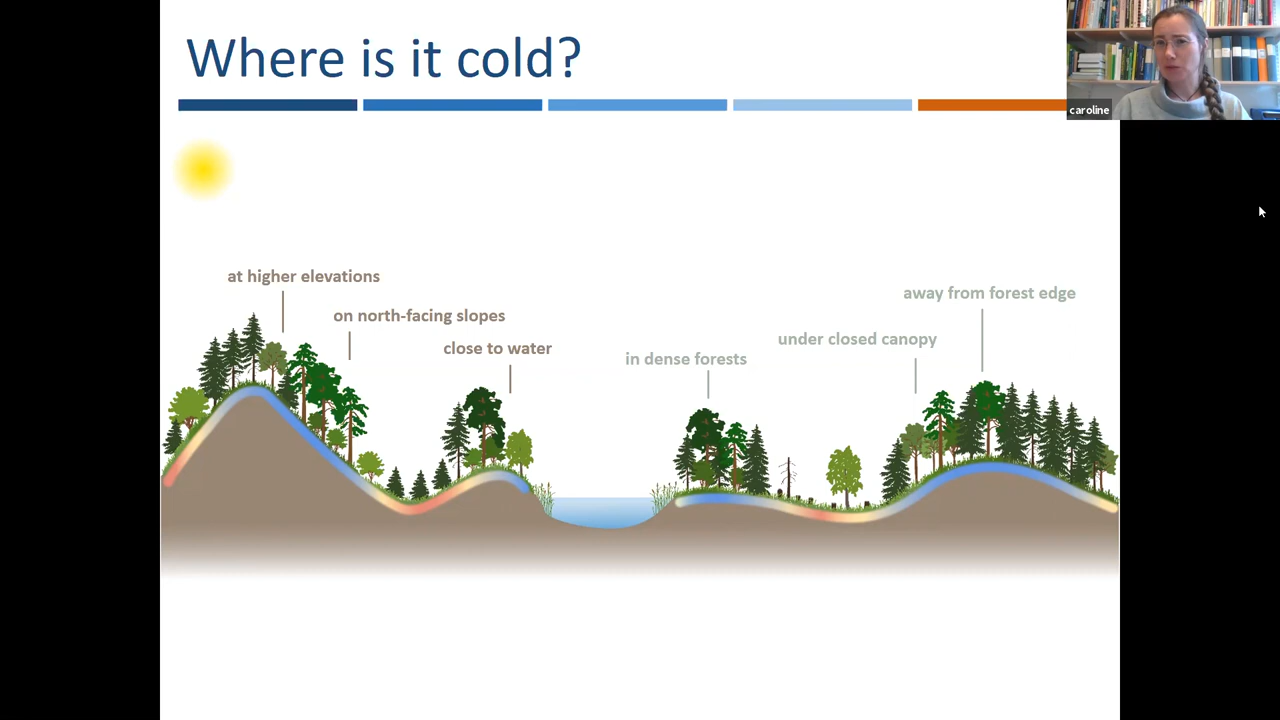 Where is it cold?
caroline
at higher elevations
on north-facing slopes
close to water
in dense forests
under closed canopy
away from forest edge